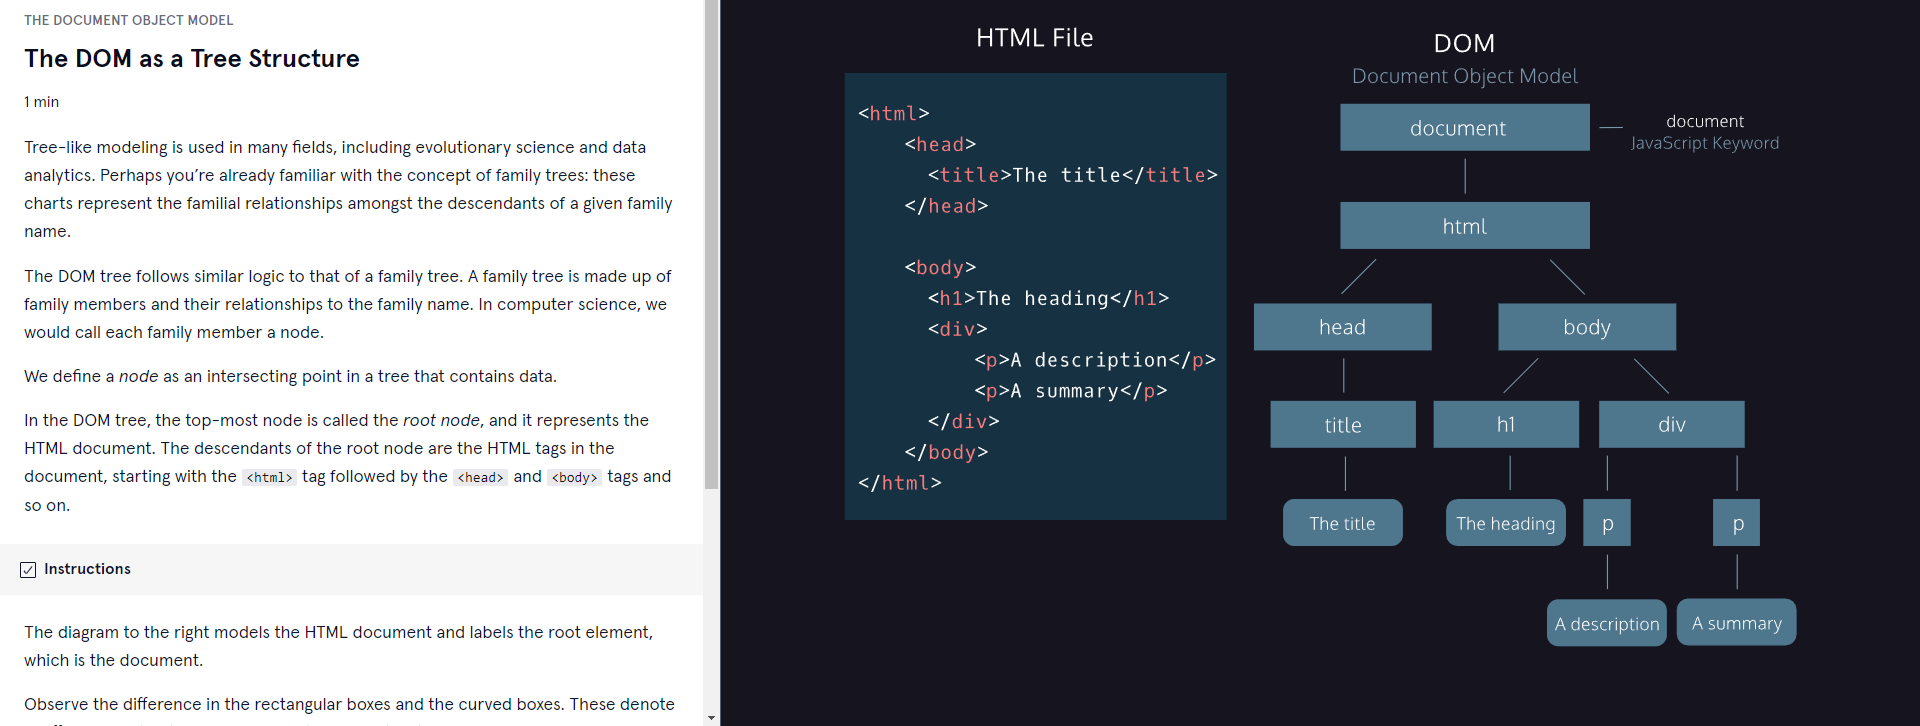 THE DOCUMENT OBJECT MODEL
The DOM as a Tree Structure
1 min
Tree-like modeling is used in many fields, including evolutionary science and data
analytics. Perhaps you’re already familiar with the concept of family trees: these
charts represent the familial relationships amongst the descendants of a given family
name.
The DOM tree follows similar logic to that of a family tree. A family tree is made up of
family members and their relationships to the family name. In computer science, we
would call each family member a node.
We define a node as an intersecting point in a tree that contains data.
In the DOM tree, the top-most node is called the root node, and it represents the
HTML document. The descendants of the root node are the HTML tags in the
document, starting with the <html> tag followed by the <head> and <body> tags and
so on.
Instructions
The diagram to the right models the HTML document and labels the root element,
which is the document.
Observe the difference in the rectangular boxes and the curved boxes. These denote
HTML File
<html>
<head>
<title>The title</title>
</head>
<body>
<h1>The heading</h1>
<div>
<p>A description</p>
<p>A summary</p>
</div>
</body>
</html>
DOM
Document Object Model
document
document
JavaScript Keyword
html
head
body
title
h1
div
The title
The heading
p
p
A description
A summary